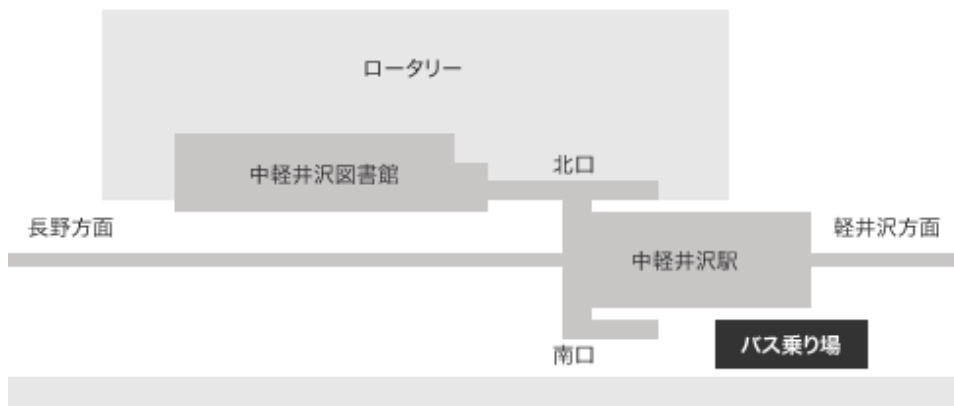 ロータリー
中軽井沢図書館
北口
長野方面
軽井沢方面
中軽井沢駅
バス乗り場
南口